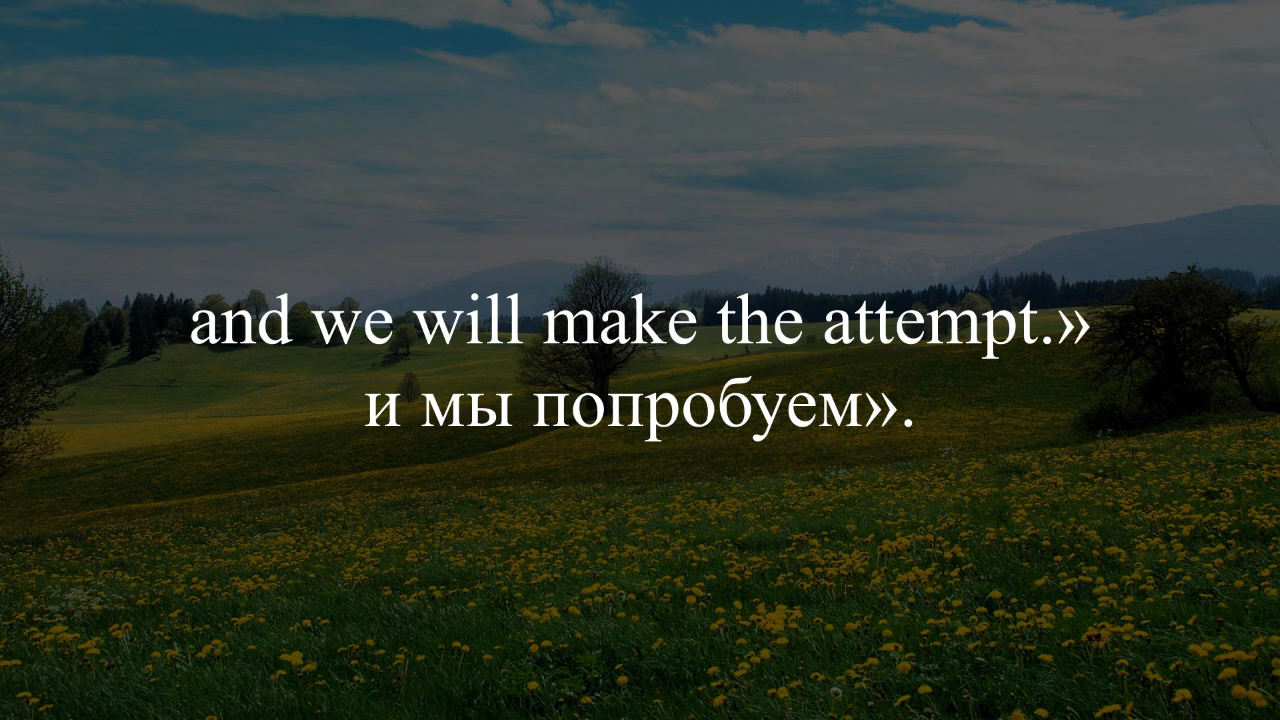 and we will make the attempt.»
и мы попробуем».